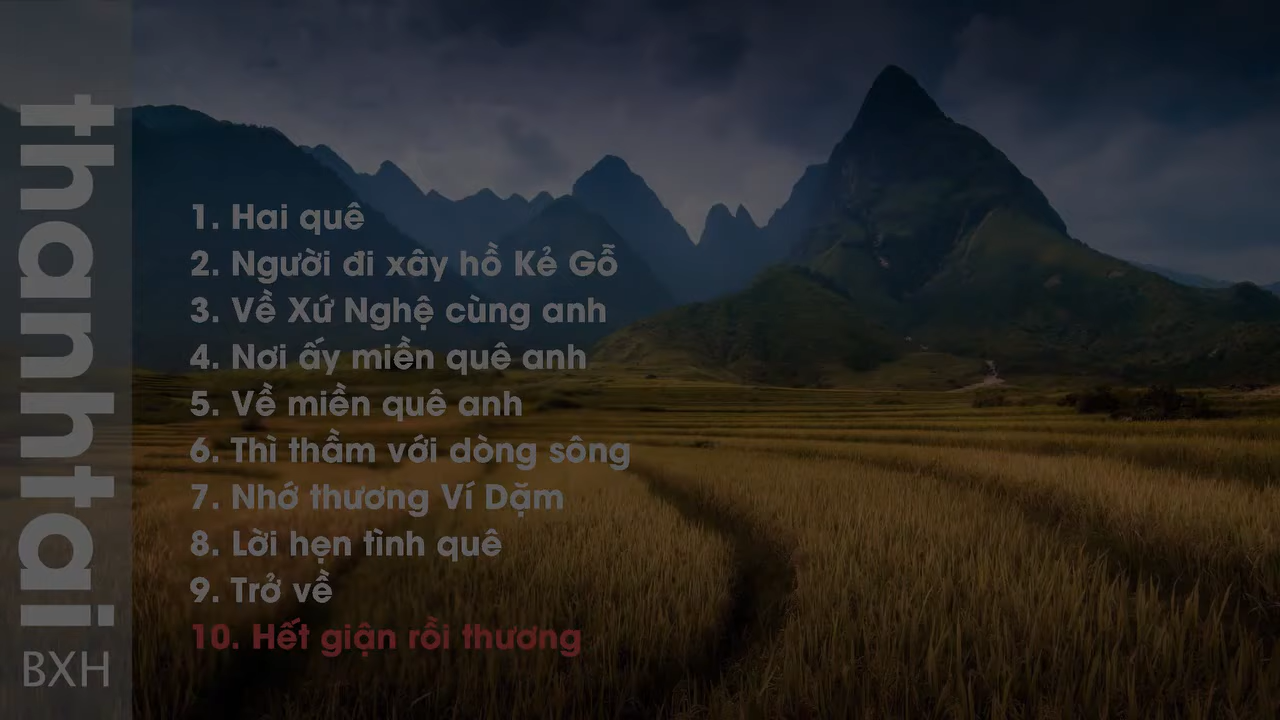 thanhtai
BXH
1. Hai quê
2. Người đi xây hồ Kẻ Gỗ
3. Về Xứ Nghệ cùng anh
4. Nơi ấy miền quê anh
5. Về miền quê anh
6. Thì thầm với dòng sông
7. Nhớ thương Ví Dặm
8. Lời hẹn tình quê
9. Trở về
10. Hết giận rồi thương